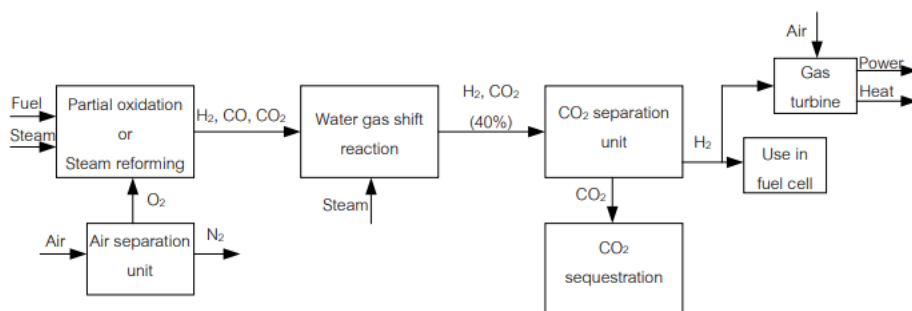 Air
Power
Gas
turbine
Heat
Fuel
Steam
Partial oxidation
or
Steam reforming
H₂, CO, CO₂
Water gas shift
reaction
H₂, CO₂
(40%)
CO₂ separation
unit
H₂
Use in
fuel cell
O₂
Steam
CO₂
Air
Air separation
unit
N₂
CO₂
sequestration